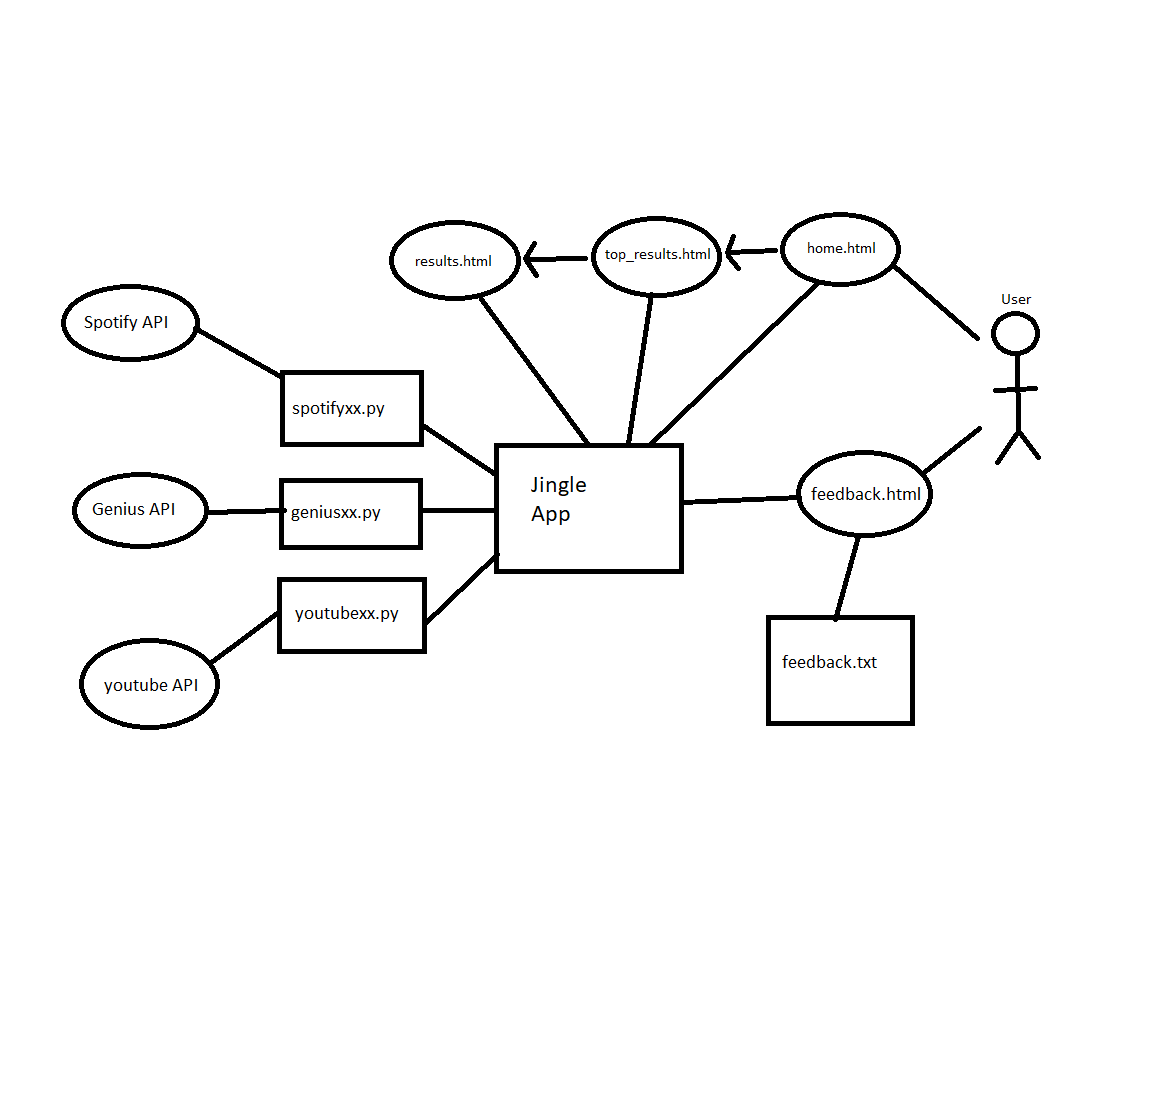 results.html
top_results.html
home.html
User
Spotify API
spotifyxx.py
Genius API
geniusxx.py
Jingle
App
feedback.html
youtubexx.py
youtube API
feedback.txt